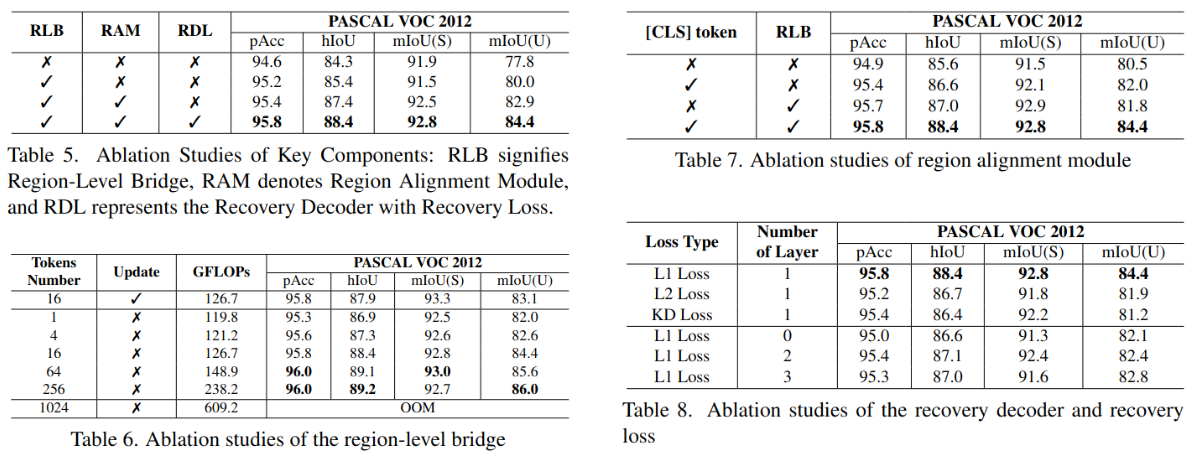 RLB RAM RDL PASCAL VOC 2012
pAcc hIoU mIoU(S) mIoU(U)
✗ ✗ ✗ 94.6 84.3 91.9 77.8
✓ ✗ ✗ 95.2 85.4 91.5 80.0
✓ ✓ ✗ 95.4 87.4 92.5 82.9
✓ ✓ ✓ 95.8 88.4 92.8 84.4
Table 5. Ablation Studies of Key Components: RLB signifies
Region-Level Bridge, RAM denotes Region Alignment Module,
and RDL represents the Recovery Decoder with Recovery Loss.
Tokens
Number Update GFLOPs PASCAL VOC 2012
pAcc hIoU mIoU(S) mIoU(U)
16 ✓ 126.7 95.8 87.9 93.3 83.1
1 ✗ 119.8 95.3 86.9 92.5 82.0
4 ✗ 121.2 95.6 87.3 92.6 82.6
16 ✗ 126.7 95.8 88.4 92.8 84.4
64 ✗ 148.9 96.0 89.1 93.0 85.6
256 ✗ 238.2 96.0 89.2 92.7 86.0
1024 ✗ 609.2 OOM
Table 6. Ablation studies of the region-level bridge
[CLS] token RLB PASCAL VOC 2012
pAcc hIoU mIoU(S) mIoU(U)
✗ ✗ 94.9 85.6 91.5 80.5
✓ ✗ 95.4 86.6 92.1 82.0
✗ ✓ 95.7 87.0 92.9 81.8
✓ ✓ 95.8 88.4 92.8 84.4
Table 7. Ablation studies of region alignment module
Loss Type Number
of Layer PASCAL VOC 2012
pAcc hIoU mIoU(S) mIoU(U)
L1 Loss 1 95.8 88.4 92.8 84.4
L2 Loss 1 95.2 86.7 91.8 81.9
KD Loss 1 95.4 86.4 92.2 81.2
L1 Loss 0 95.0 86.6 91.3 82.1
L1 Loss 2 95.4 87.1 92.4 82.4
L1 Loss 3 95.3 87.0 91.6 82.8
Table 8. Ablation studies of the recovery decoder and recovery
loss